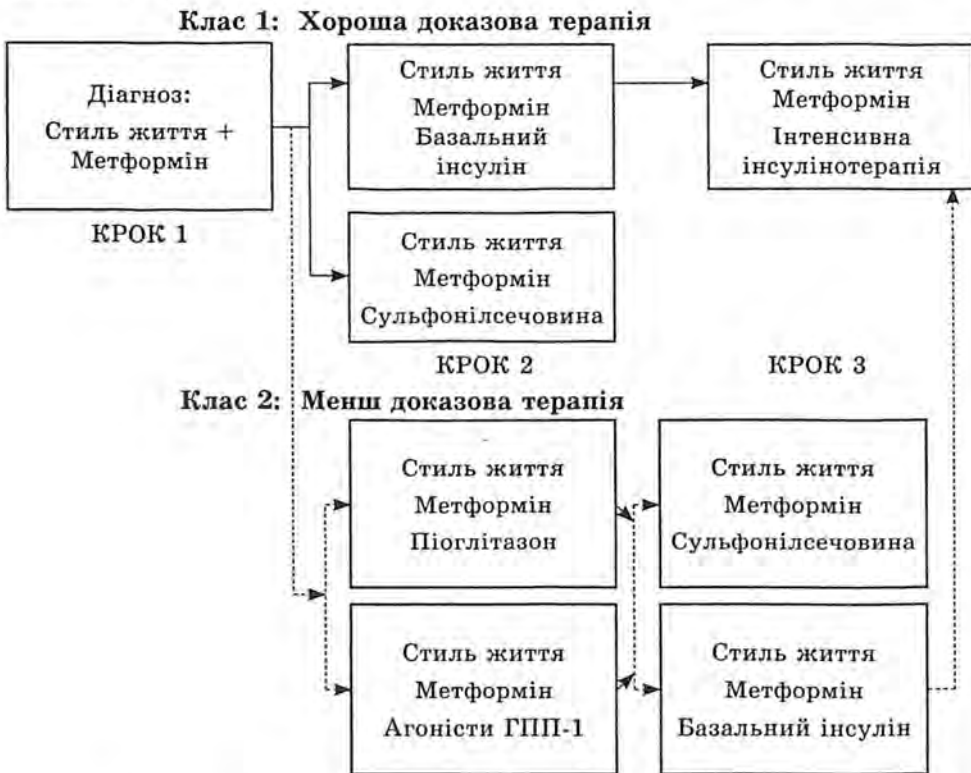 Клас 1: Хороша доказова терапія
Діагноз:
Стиль життя +
Метформін
КРОК 1
Стиль життя
Метформін
Базальний
інсулін
Стиль життя
Метформін
Інтенсивна
інсулінотерапія
Стиль життя
Метформін
Сульфонілсечовина
КРОК 2
КРОК 3
Клас 2: Менш доказова терапія
Стиль життя
Метформін
Піоглітазон
Стиль життя
Метформін
Сульфонілсечовина
Стиль життя
Метформін
Агоністи ГПП-1
Стиль життя
Метформін
Базальний інсулін